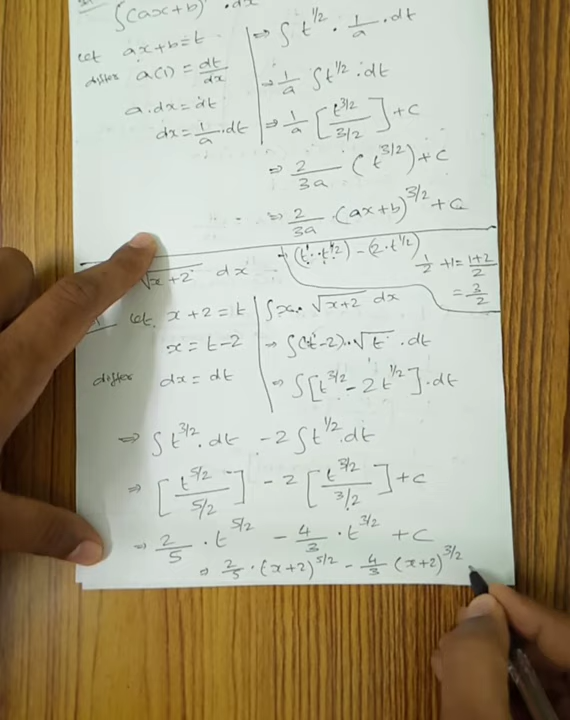 ∫(ax+b) · dx
let ax+b=t
a(1) = dt/dx
a·dx=dt
dx=1/a·dt
⇒ ∫ t^1/2 · 1/a · dt
⇒ 1/a ∫t^1/2 · dt
⇒ 1/a [t^3/2 / 3/2] + c
⇒ 2/3a (t^3/2) + c
⇒ 2/3a · (ax+b)^3/2 + c
√x+2 dx
(t¹·t^1/2) - (2·t^1/2)
1/2 +1 = 1+2/2
= 3/2
let, x+2=t
x=t-2
dx=dt
∫x·√x+2 dx
⇒ ∫(t-2)·√t · dt
⇒ ∫[t^3/2 - 2t^1/2]·dt
⇒ ∫t^3/2·dt - 2∫t^1/2·dt
⇒ [t^5/2 / 5/2] - 2[t^3/2 / 3/2] + c
⇒ 2/5 · t^5/2 - 4/3 · t^3/2 + c
⇒ 2/5 · (x+2)^5/2 - 4/3 (x+2)^3/2